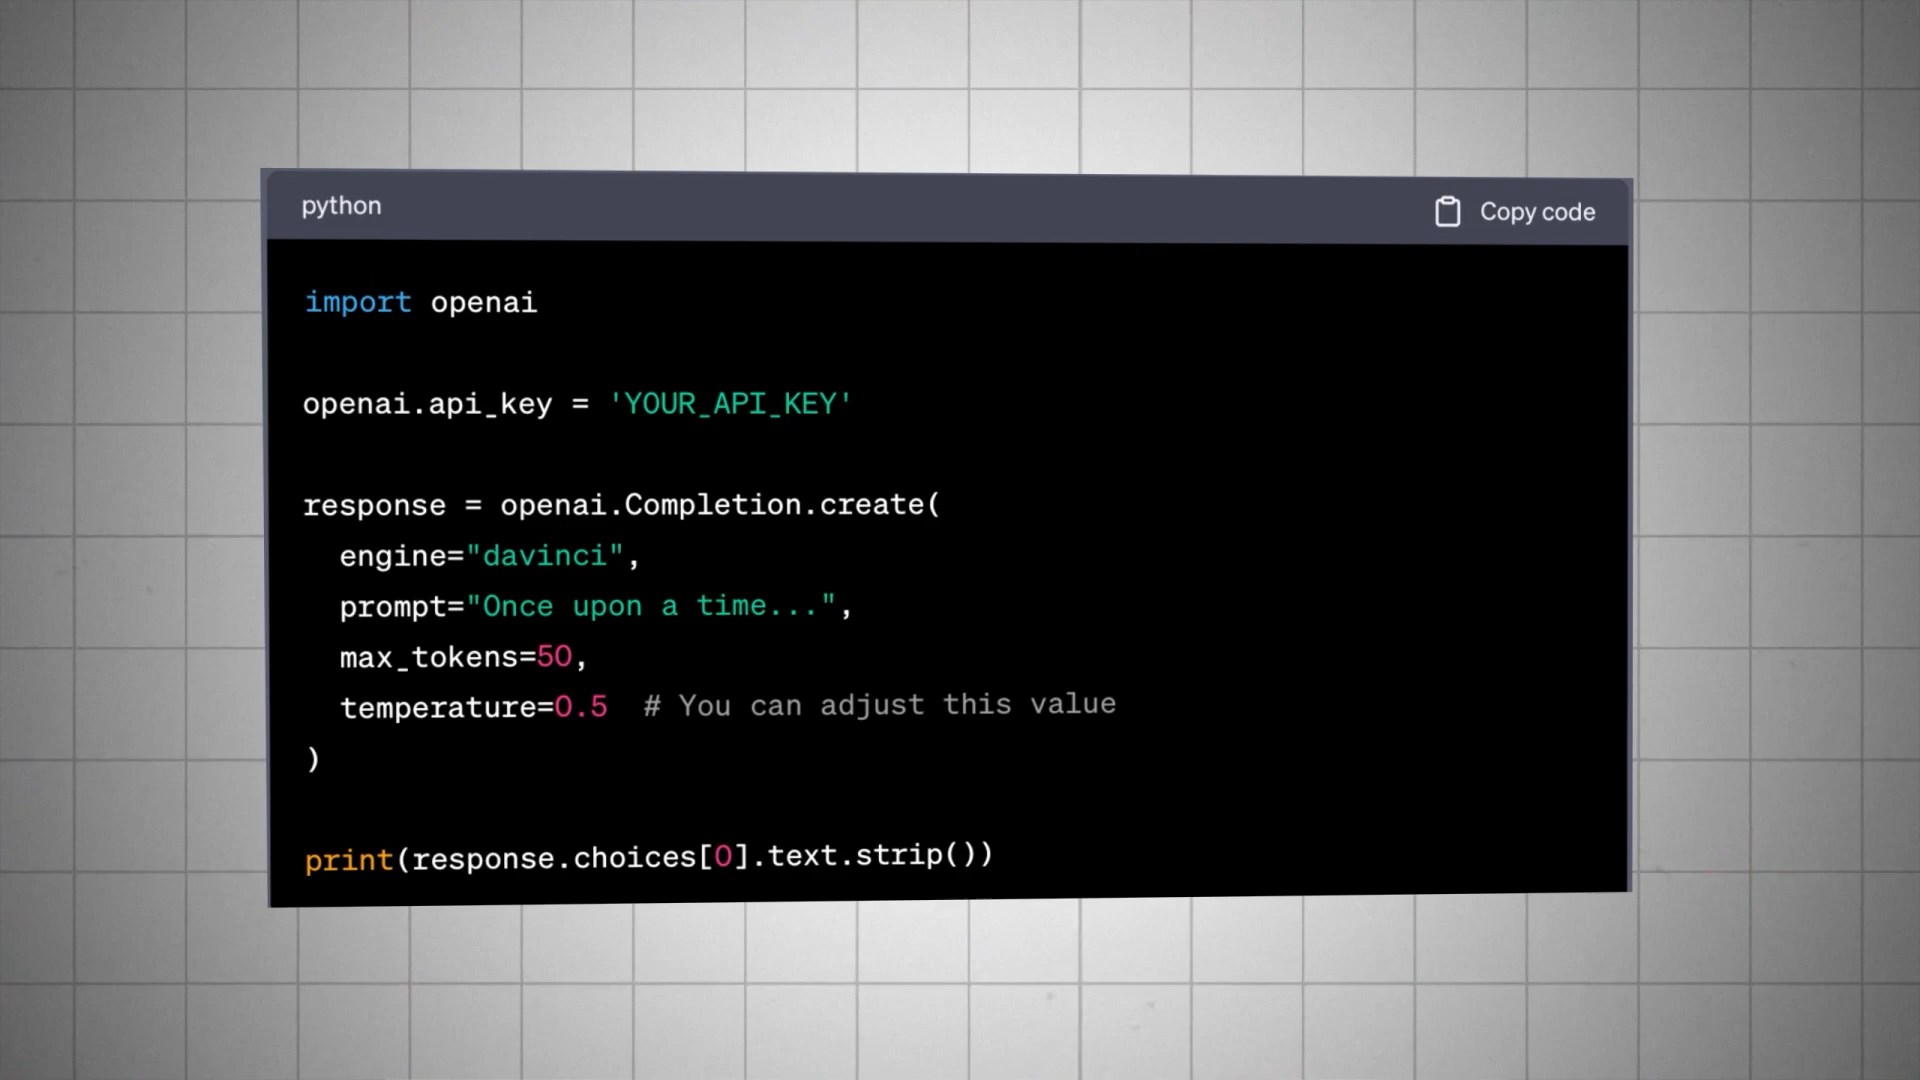 python
Copy code
import openai
openai.api_key = 'YOUR_API_KEY'
response = openai.Completion.create(
  engine="davinci",
  prompt="Once upon a time...",
  max_tokens=50,
  temperature=0.5  # You can adjust this value
)
print(response.choices[0].text.strip())